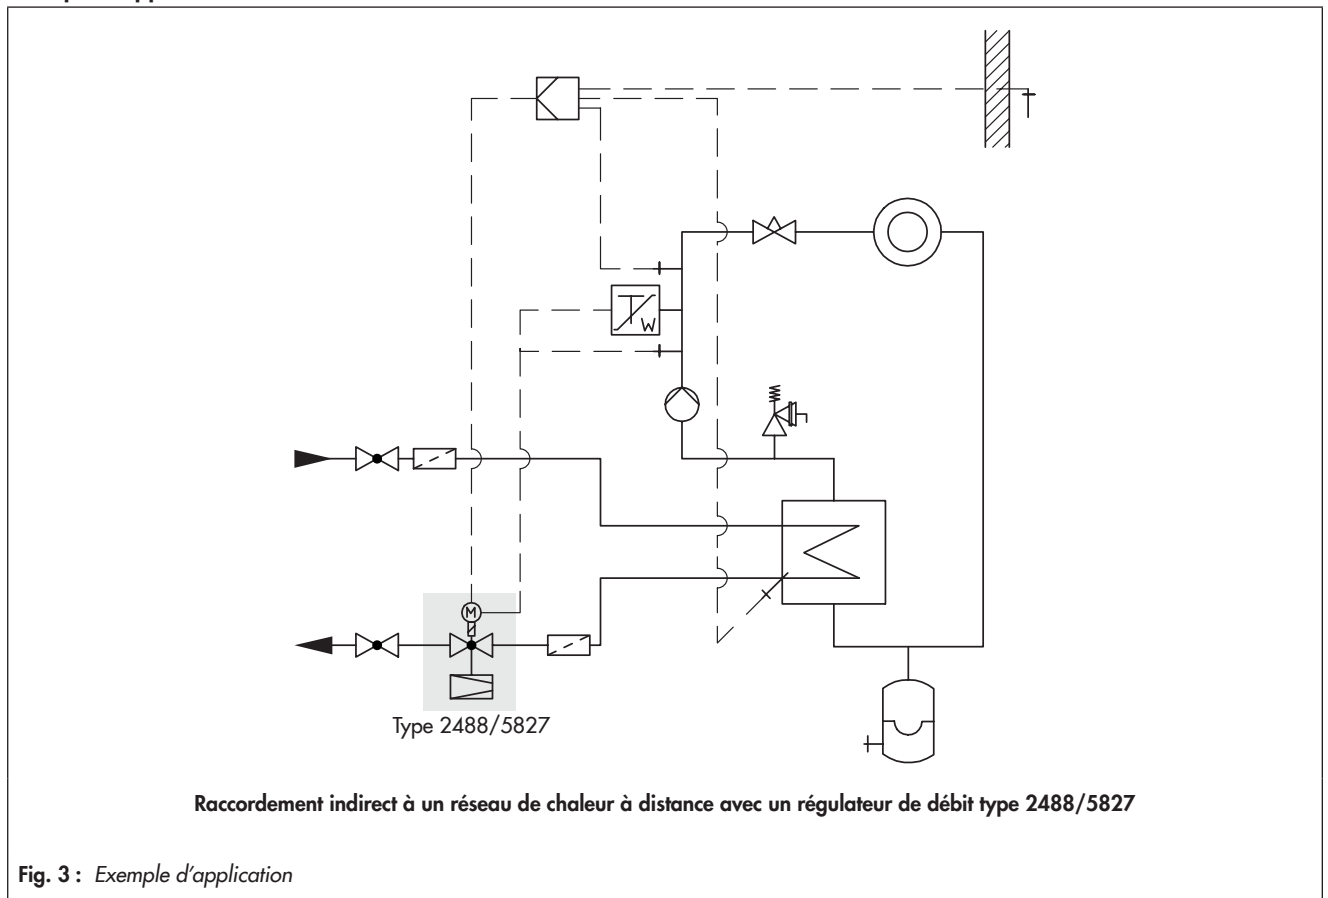 W
M
Type 2488/5827
Raccordement indirect à un réseau de chaleur à distance avec un régulateur de débit type 2488/5827
Fig. 3 : Exemple d'application